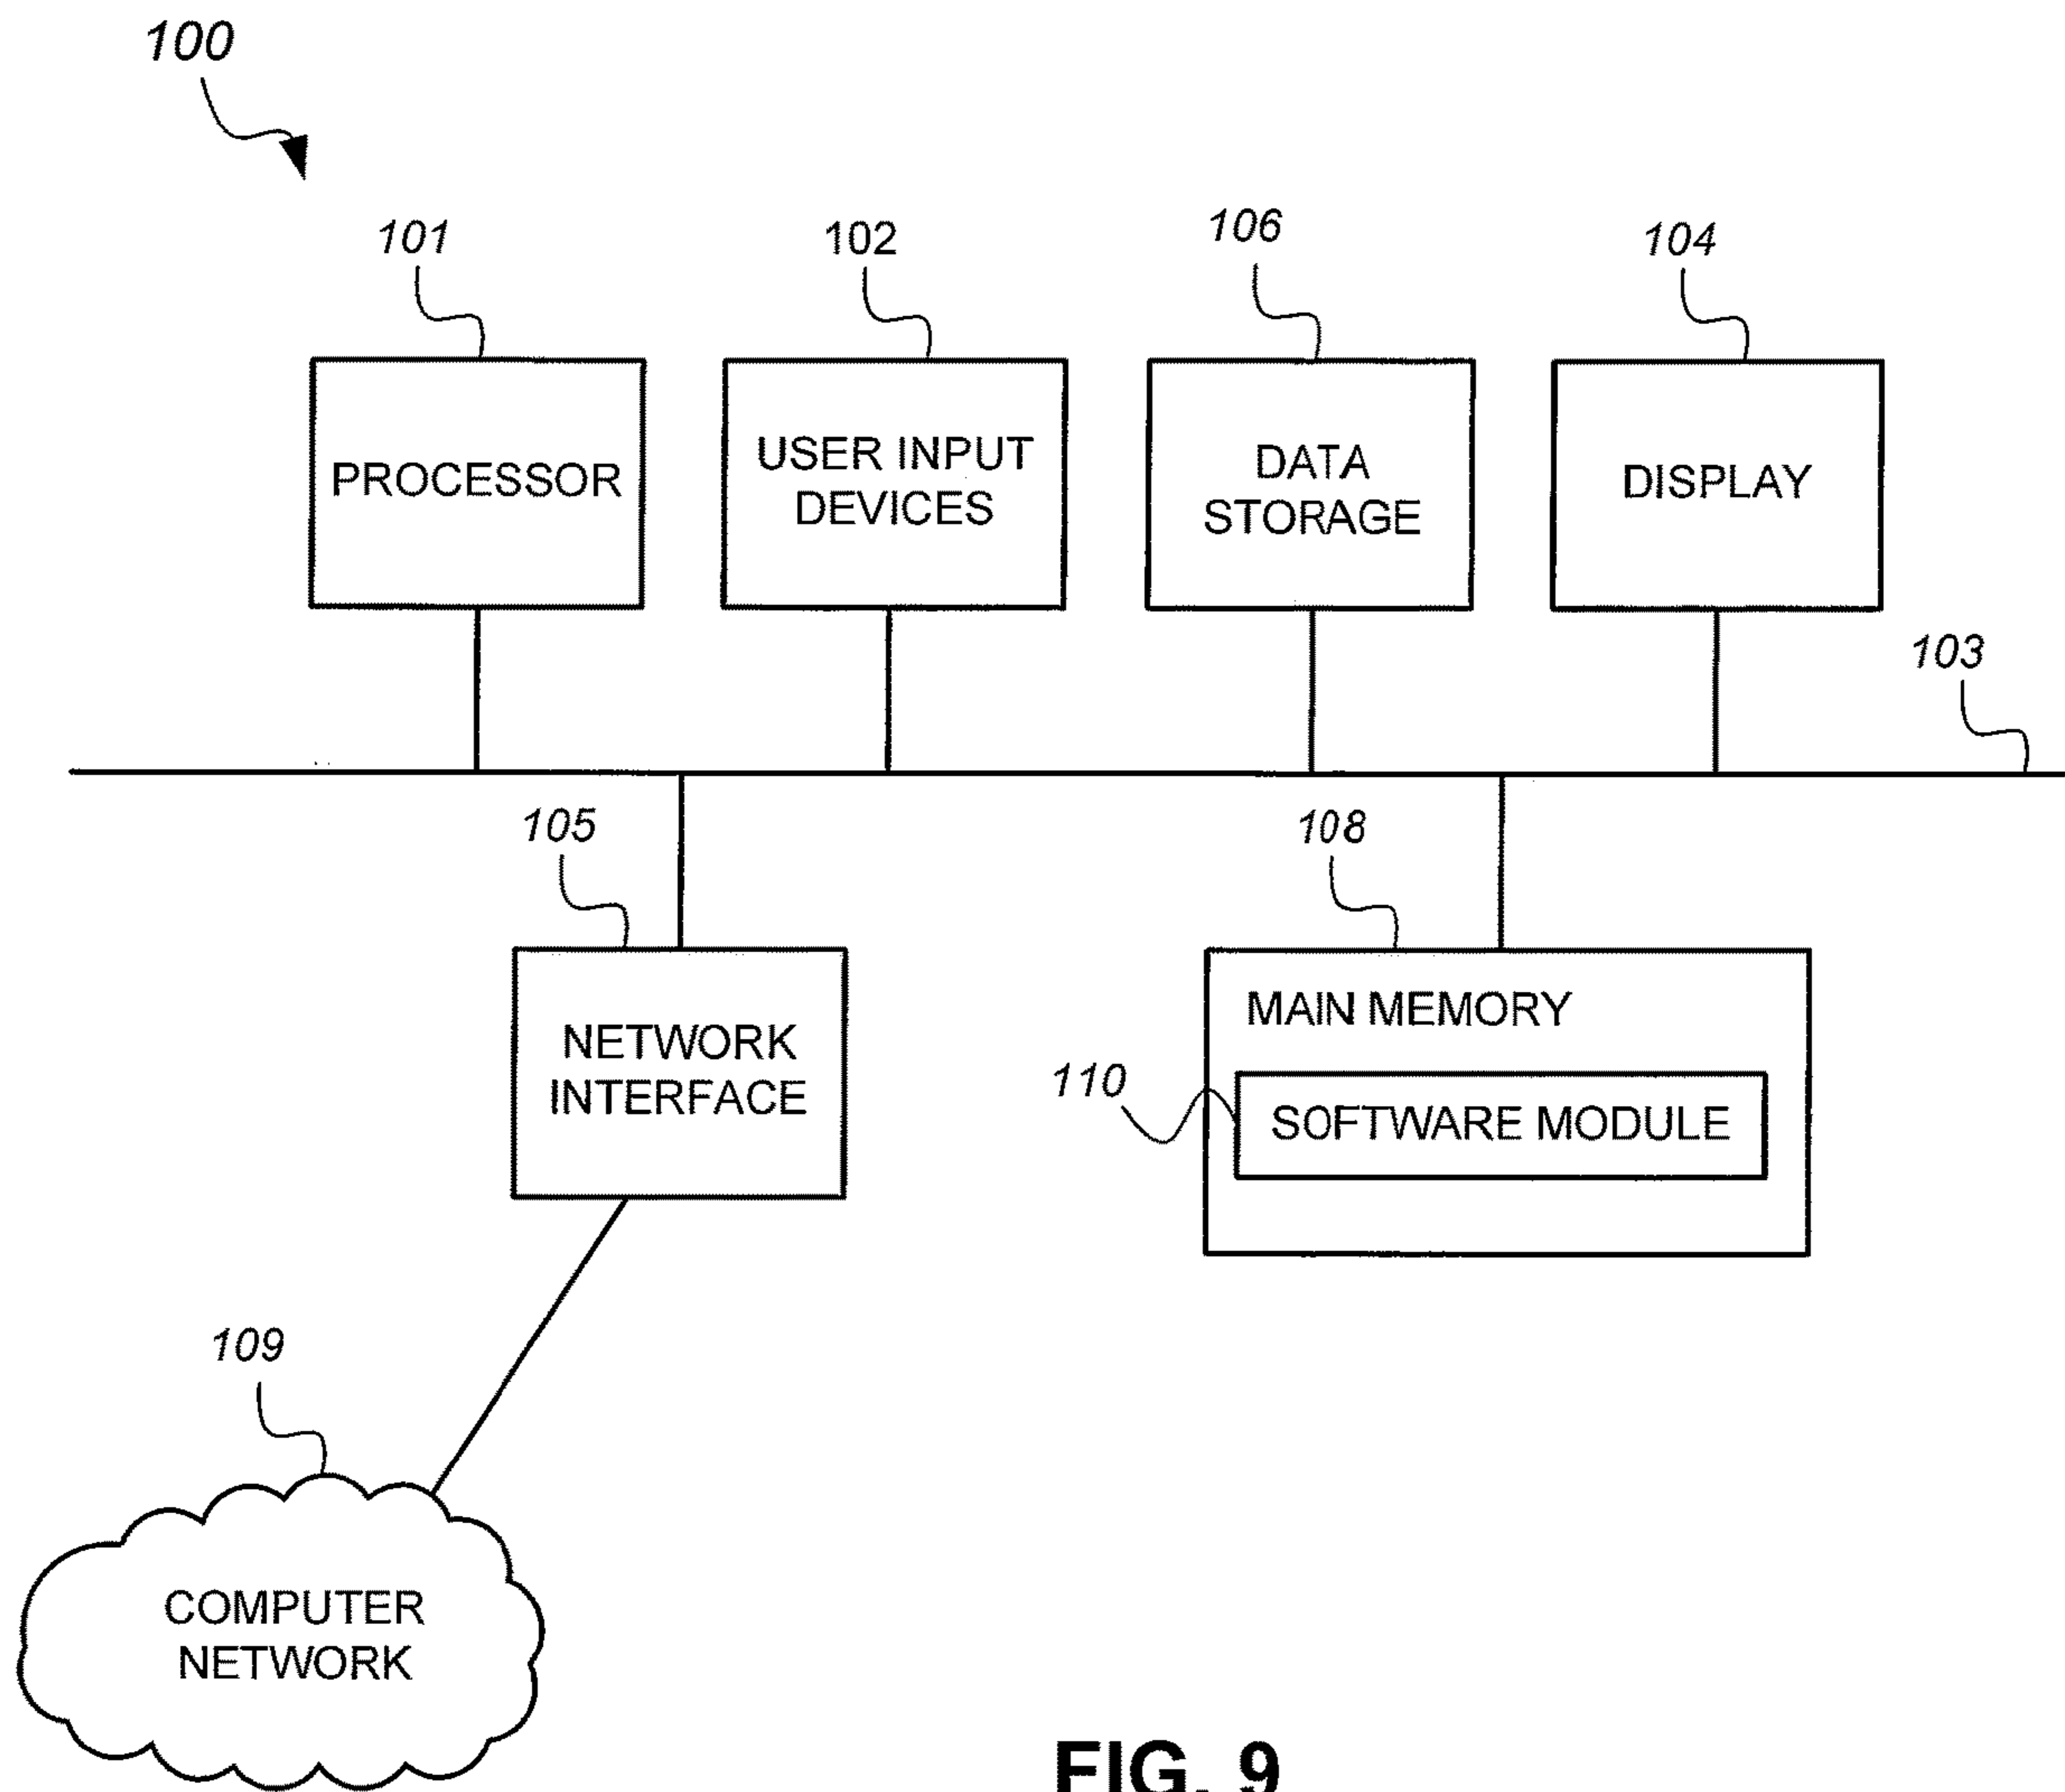 100
101
102
106
104
PROCESSOR
USER INPUT
DEVICES
DATA
STORAGE
DISPLAY
103
105
108
NETWORK
INTERFACE
MAIN MEMORY
110
SOFTWARE MODULE
109
COMPUTER
NETWORK
FIG. 9